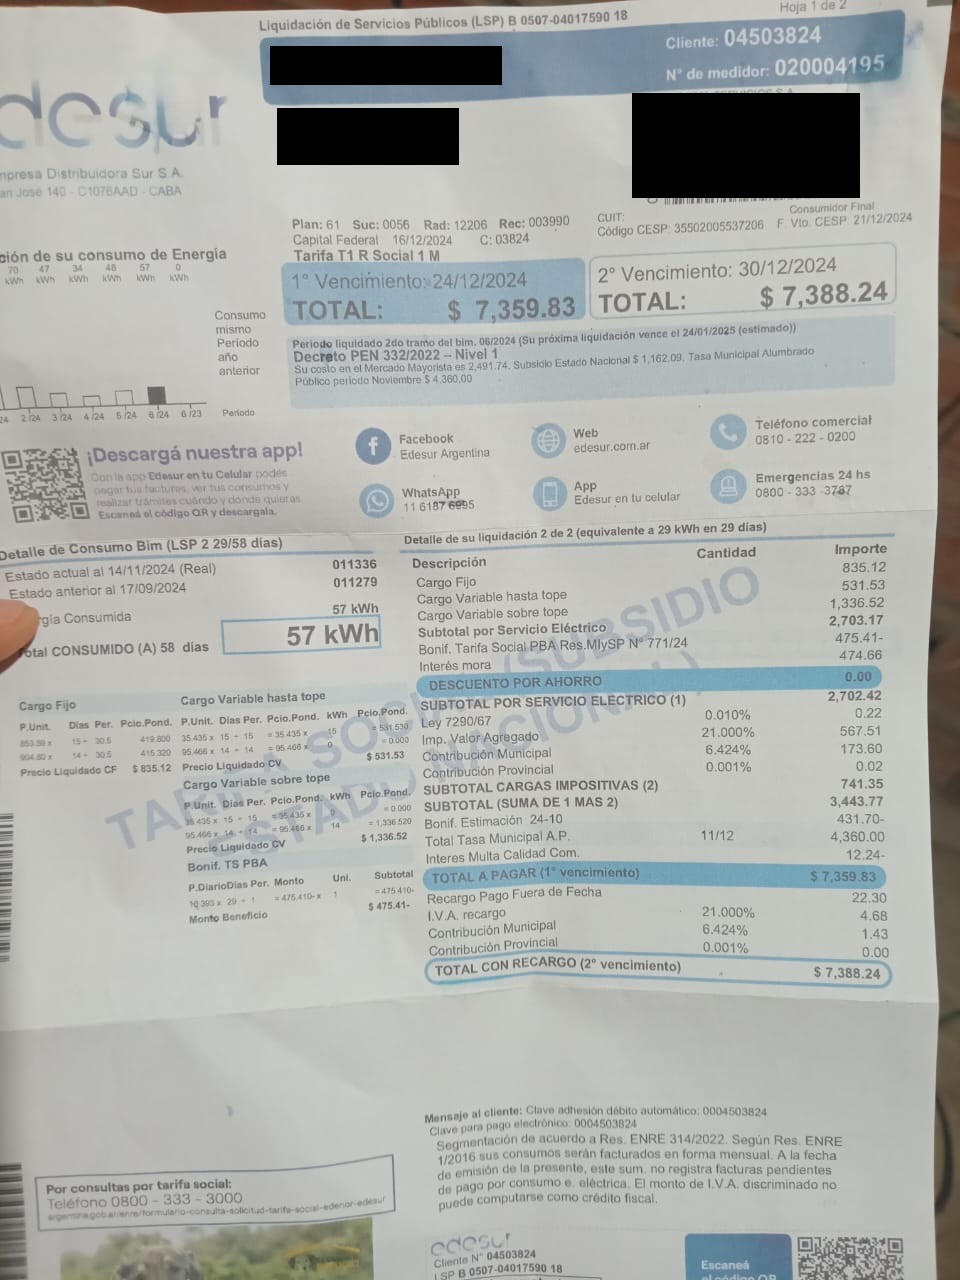 Liquidación de Servicios Públicos (LSP) B 0507-04017590 18
Hoja 1 de 2
Cliente: 04503824
N° de medidor: 020004195
edesur
mpresa Distribuidora Sur S.A.
an José 140 - C1076AAD - CABA
Plan: 61 Suc: 0056 Rad: 12206 Rec: 003990
Capital Federal 16/12/2024 C: 03824
Tarifa T1 R Social 1 M
CUIT:
Consumidor Final
Código CESP: 35502005537206 F. Vto. CESP: 21/12/2024
1° Vencimiento: 24/12/2024
TOTAL: $ 7,359.83
2° Vencimiento: 30/12/2024
TOTAL: $ 7,388.24
Periodo liquidado 2do tramo del bim. 06/2024 (Su próxima liquidación vence el 24/01/2025 (estimado))
Decreto PEN 332/2022 – Nivel 1
Su costo en el Mercado Mayorista es 2,491.74. Subsidio Estado Nacional $ 1,162.09. Tasa Municipal Alumbrado
Público período Noviembre $ 4,360.00
ción de su consumo de Energía
70 47 34 48 57 0
kWh kWh kWh kWh kWh kWh
Consumo
mismo
Período
año
anterior
24 2/24 3/24 4/24 5/24 6/24 6/23 Período
¡Descargá nuestra app!
Con la app Edesur en tu Celular podés
pagar tus facturas, ver tus consumos y
realizar trámites cuándo y dónde quieras.
Escaneá el código QR y descargala.
Facebook
Edesur Argentina
WhatsApp
11 6187 6995
Web
edesur.com.ar
App
Edesur en tu celular
Teléfono comercial
0810 - 222 - 0200
Emergencias 24 hs
0800 - 333 - 3787
Detalle de Consumo Bim (LSP 2 29/58 días)
Estado actual al 14/11/2024 (Real) 011336
Estado anterior al 17/09/2024 011279
rgía Consumida 57 kWh
Total CONSUMIDO (A) 58 días 57 kWh
Cargo Fijo
P.Unit. Días Per. Pcio.Pond.
853.59 x 15 ÷ 30.5 419.800
904.80 x 14 ÷ 30.5 415.320
Precio Liquidado CF $ 835.12
Cargo Variable hasta tope
P.Unit. Días Per. Pcio.Pond. kWh Pcio.Pond.
35.435 x 15 ÷ 15 = 35.435 x 15 = 531.530
95.466 x 14 ÷ 14 = 95.466 x 0 = 0.000
Precio Liquidado CV $ 531.53
Cargo Variable sobre tope
P.Unit. Días Per. Pcio.Pond. kWh Pcio.Pond.
35.435 x 15 ÷ 15 = 35.435 x 0 = 0.000
95.466 x 14 ÷ 14 = 95.466 x 14 = 1,336.520
Precio Liquidado CV $ 1,336.52
Bonif. TS PBA
P.DiarioDías Per. Monto Uni. Subtotal
16.393 x 29 ÷ 1 = 475.410- x 1 = 475.410-
Monto Beneficio $ 475.41-
Detalle de su liquidación 2 de 2 (equivalente a 29 kWh en 29 días)
Descripción Cantidad Importe
Cargo Fijo 835.12
Cargo Variable hasta tope 531.53
Cargo Variable sobre tope 1,336.52
Subtotal por Servicio Eléctrico 2,703.17
Bonif. Tarifa Social PBA Res.MIySP N° 771/24 475.41-
Interés mora 474.66
DESCUENTO POR AHORRO 0.00
SUBTOTAL POR SERVICIO ELECTRICO (1) 2,702.42
Ley 7290/67 0.010% 0.22
Imp. Valor Agregado 21.000% 567.51
Contribución Municipal 6.424% 173.60
Contribución Provincial 0.001% 0.02
SUBTOTAL CARGAS IMPOSITIVAS (2) 741.35
SUBTOTAL (SUMA DE 1 MAS 2) 3,443.77
Bonif. Estimación 24-10 431.70-
Total Tasa Municipal A.P. 11/12 4,360.00
Interes Multa Calidad Com. 12.24-
TOTAL A PAGAR (1° vencimiento) $ 7,359.83
Recargo Pago Fuera de Fecha 22.30
I.V.A. recargo 21.000% 4.68
Contribución Municipal 6.424% 1.43
Contribución Provincial 0.001% 0.00
TOTAL CON RECARGO (2° vencimiento) $ 7,388.24
TARIFA SOCIAL (SUBSIDIO
ESTADO NACIONAL)
Mensaje al cliente: Clave adhesión débito automático: 0004503824
Clave para pago electrónico: 0004503824
Segmentación de acuerdo a Res. ENRE 314/2022. Según Res. ENRE
1/2016 sus consumos serán facturados en forma mensual. A la fecha
de emisión de la presente, este sum. no registra facturas pendientes
de pago por consumo e. eléctrica. El monto de I.V.A. discriminado no
puede computarse como crédito fiscal.
Por consultas por tarifa social:
Teléfono 0800 - 333 - 3000
argentina.gob.ar/enre/formulario-consulta-solicitud-tarifa-social-edenor-edesur
edesur
Cliente N° 04503824
LSP B 0507-04017590 18
Escaneá
el código QR